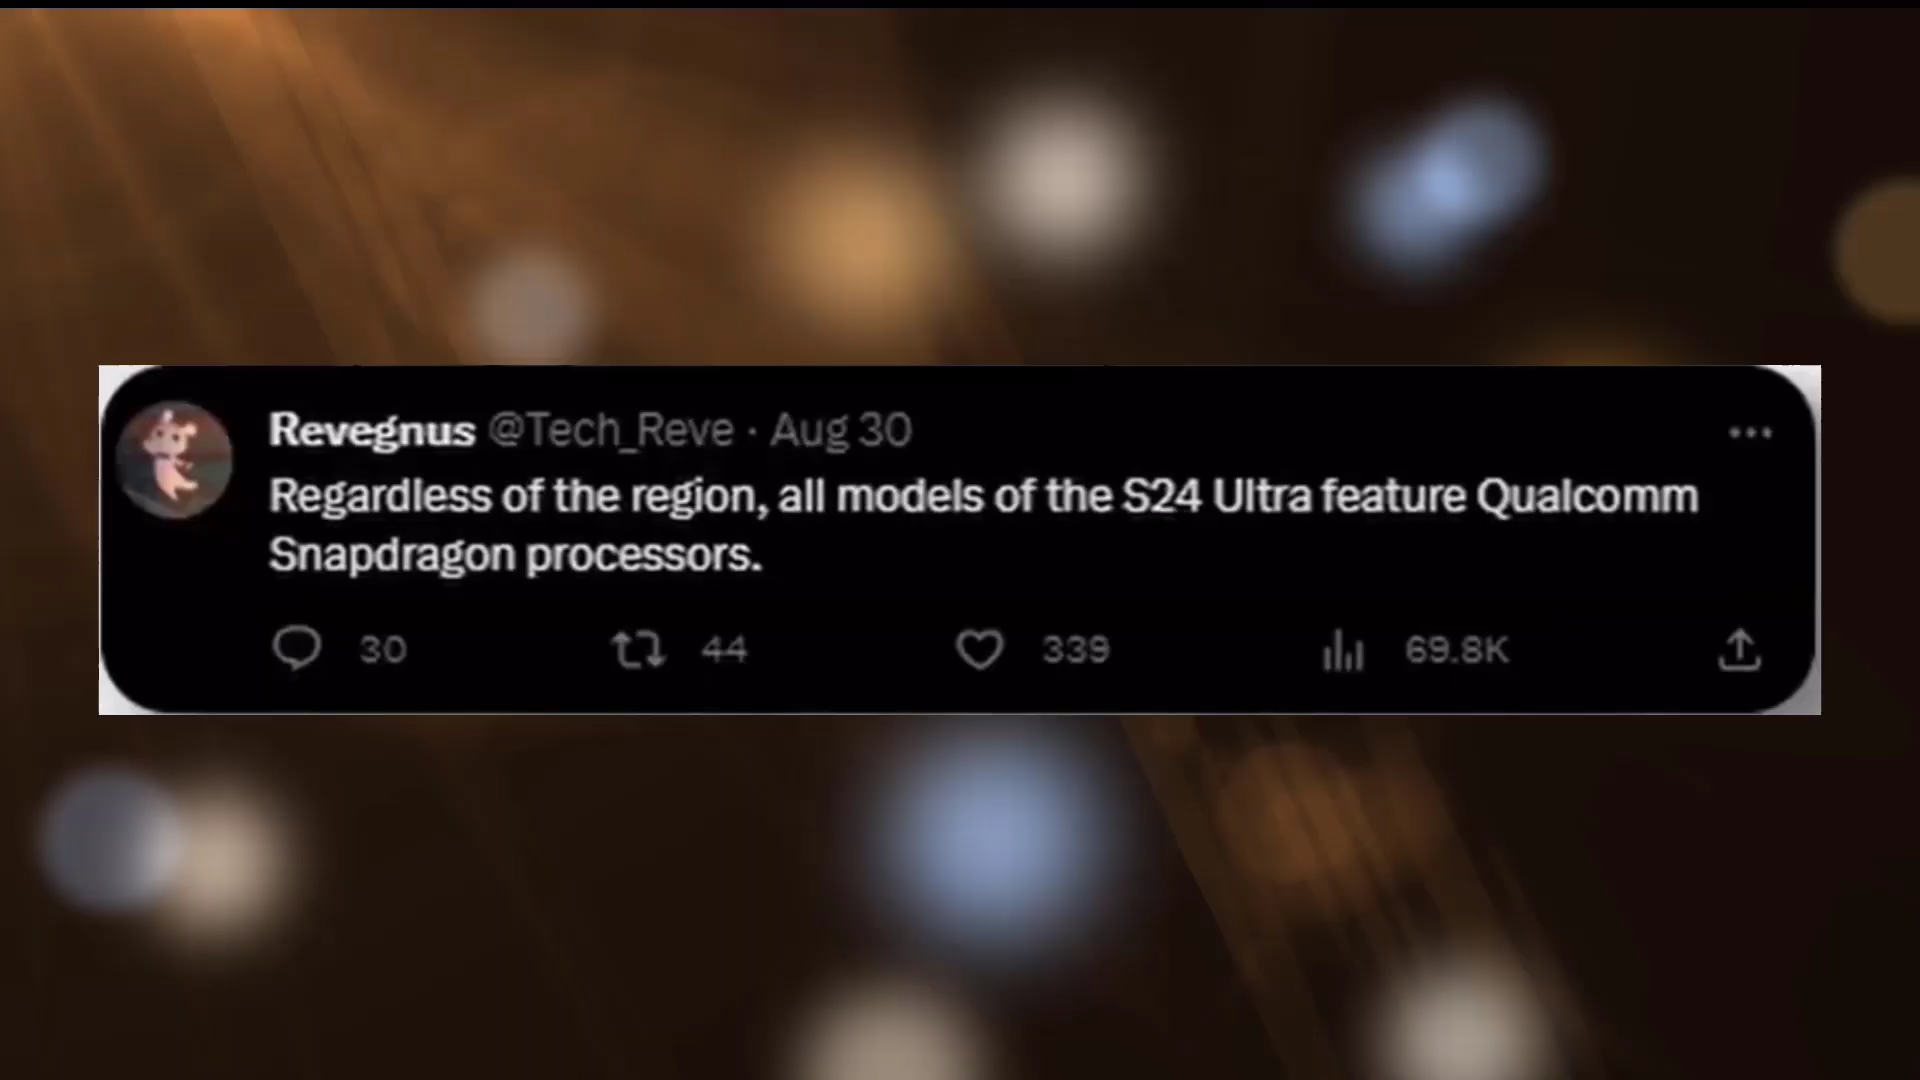 Revegnus @Tech_Reve · Aug 30
Regardless of the region, all models of the S24 Ultra feature Qualcomm
Snapdragon processors.
30 44 339 69.8K